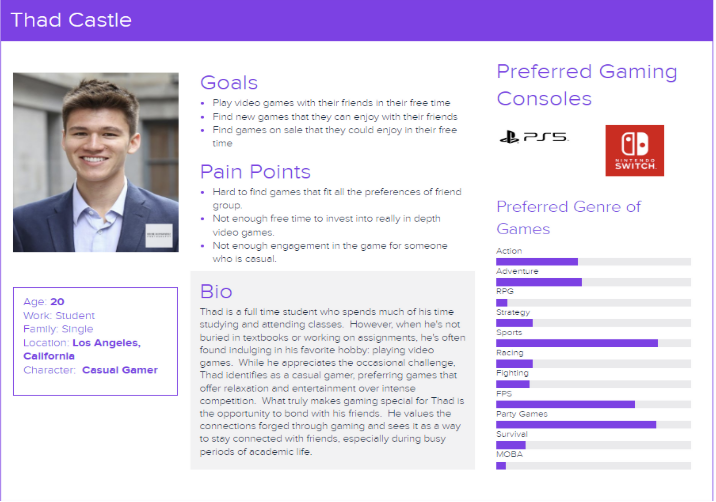 Thad Castle
Goals
• Play video games with their friends in their free time
• Find new games that they can enjoy with their friends
• Find games on sale that they could enjoy in their free
time
Pain Points
• Hard to find games that fit all the preferences of friend
group.
• Not enough free time to invest into really in depth
video games.
• Not enough engagement in the game for someone
who is casual.
Age: 20
Work: Student
Family: Single
Location: Los Angeles,
California
Character: Casual Gamer
Bio
Thad is a full time student who spends much of his time
studying and attending classes. However, when he's not
buried in textbooks or working on assignments, he's often
found indulging in his favorite hobby: playing video
games. While he appreciates the occasional challenge,
Thad identifies as a casual gamer, preferring games that
offer relaxation and entertainment over intense
competition. What truly makes gaming special for Thad is
the opportunity to bond with his friends. He values the
connections forged through gaming and sees it as a way
to stay connected with friends, especially during busy
periods of academic life.
Preferred Gaming
Consoles
PS5
NINTENDO
SWITCH
Preferred Genre of
Games
Action
Adventure
RPG
Strategy
Sports
Racing
Fighting
FPS
Party Games
Survival
MOBA